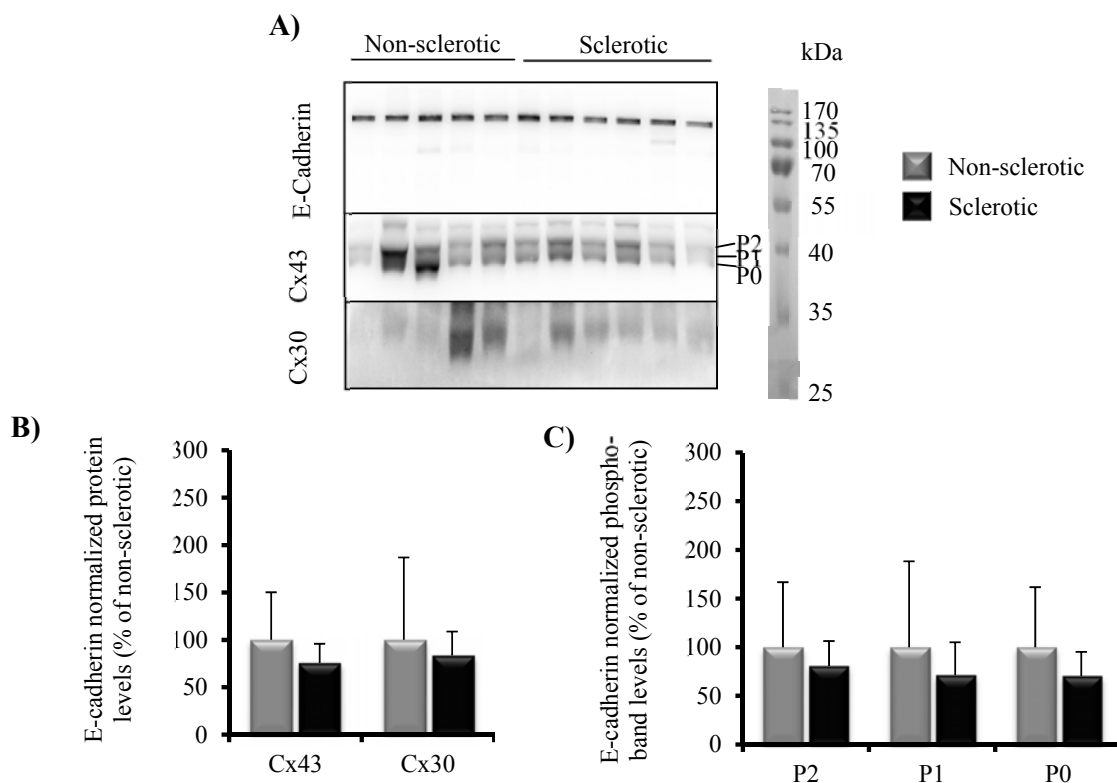 A)
Non-sclerotic
Sclerotic
kDa
E-Cadherin
Cx43
Cx30
P2
P1
P0
170
135
100
70
55
40
35
25
Non-sclerotic
Sclerotic
B)
E-cadherin normalized protein
levels (% of non-sclerotic)
300
250
200
150
100
50
0
Cx43
Cx30
C)
E-cadherin normalized phospho-
band levels (% of non-sclerotic)
300
250
200
150
100
50
0
P2
P1
P0